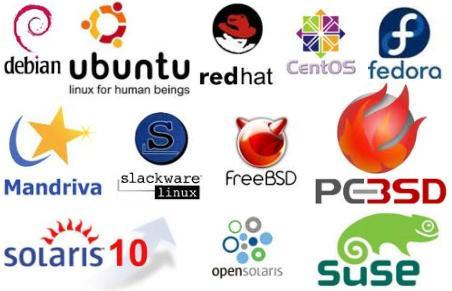 debian
ubuntu
linux for human beings
redhat
CentOS
fedora
Mandriva
slackware
linux
FreeBSD
PC-BSD
solaris 10
opensolaris
suse